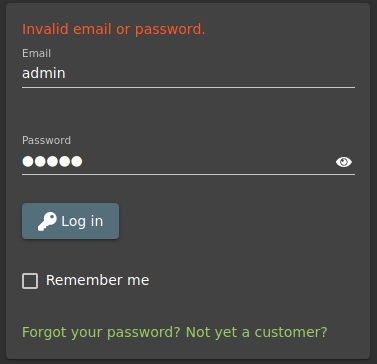 Invalid email or password.
Email
admin
Password
●●●●●
Log in
Remember me
Forgot your password? Not yet a customer?